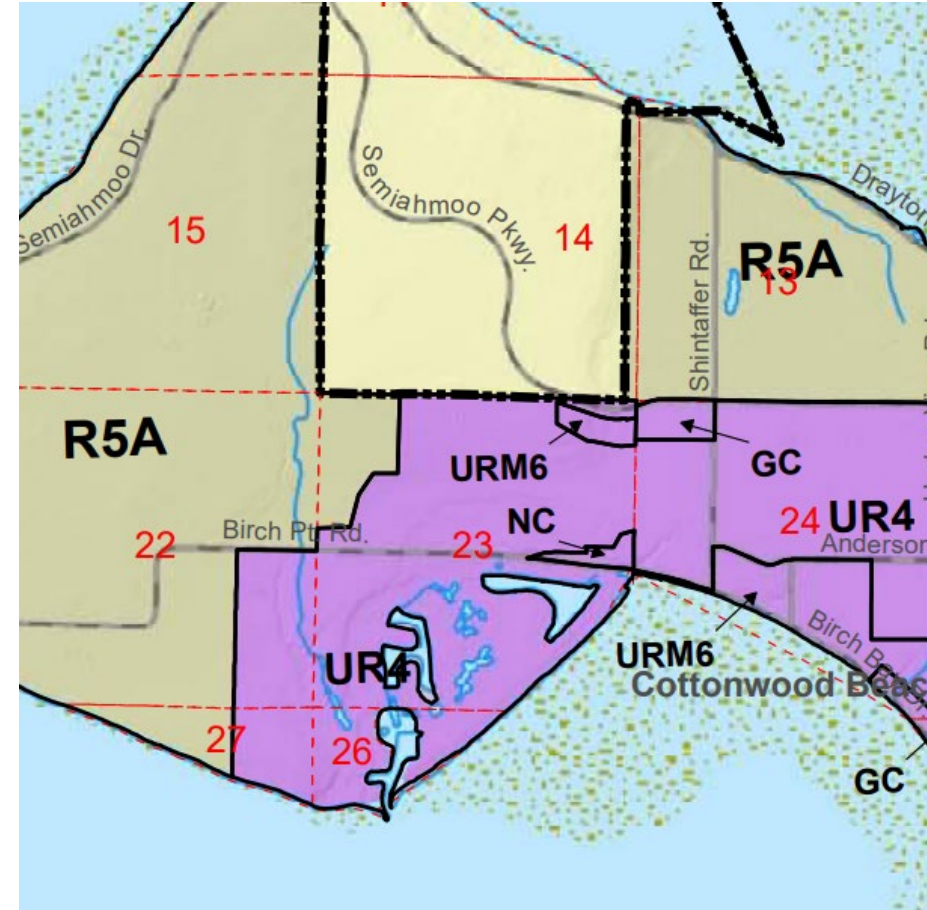 Semiahmoo Dr.
15
Semiahmoo Pkwy.
14
Drayton
R5A
13
Shintaffer Rd.
R5A
URM6
GC
NC
24
UR4
Birch Pt. Rd.
22
23
Anderson
UR4
URM6
Birch
Cottonwood Beac
27
26
GC